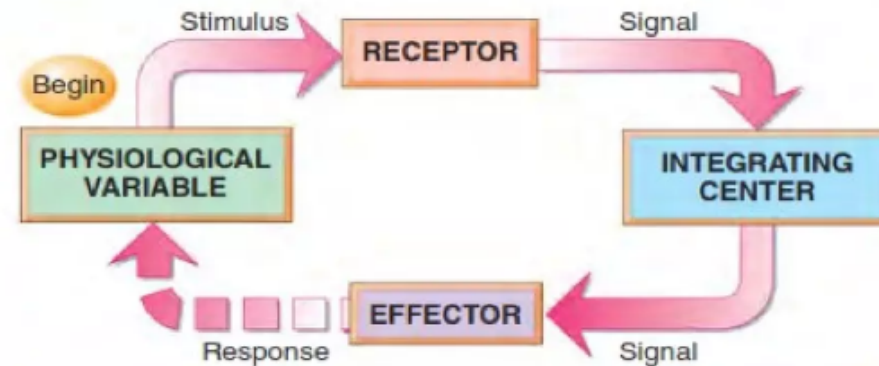 Stimulus
RECEPTOR
Signal
Begin
PHYSIOLOGICAL
VARIABLE
INTEGRATING
CENTER
EFFECTOR
Response
Signal